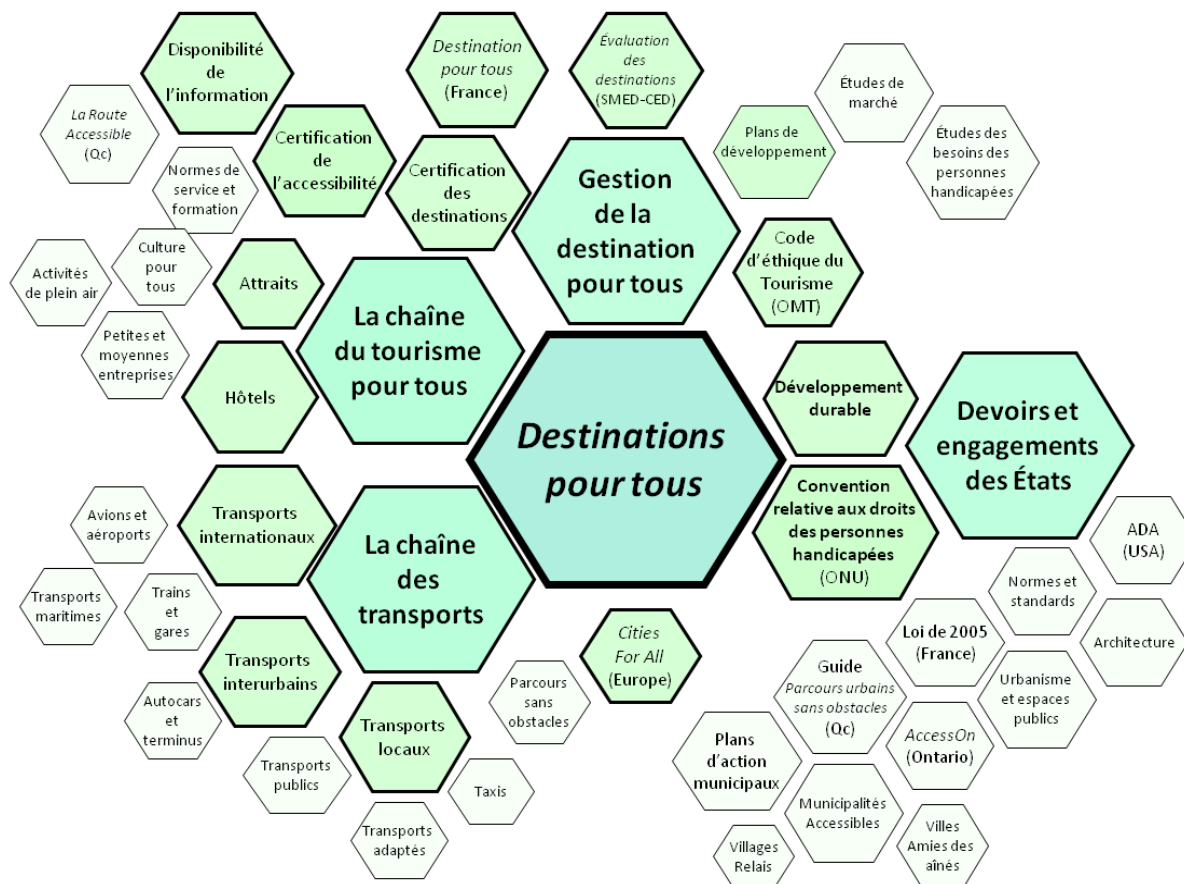 Disponibilité
de
l’information
Destination
pour tous
(France)
Évaluation
des
destinations
(SMED-CED)
Études de
marché
La Route
Accessible
(Qc)
Certification
de
l’accessibilité
Plans de
développement
Études des
besoins des
personnes
handicapées
Normes de
service et
formation
Certification
des
destinations
Gestion
de la
destination
pour tous
Culture
pour
tous
Activités
de plein air
Attraits
Code
d’éthique du
Tourisme
(OMT)
Petites et
moyennes
entreprises
La chaîne
du tourisme
pour tous
Hôtels
Développement
durable
Devoirs et
engagements
des États
Destinations
pour tous
Convention
relative aux droits
des personnes
handicapées
(ONU)
Transports
internationaux
Avions et
aéroports
La chaîne
des
transports
ADA
(USA)
Transports
maritimes
Trains
et
gares
Normes et
standards
Architecture
Loi de 2005
(France)
Cities
For All
(Europe)
Transports
interurbains
Guide
Parcours urbains
sans obstacles
(Qc)
Urbanisme
et espaces
publics
Parcours
sans
obstacles
Autocars
et
terminus
Transports
locaux
AccessOn
(Ontario)
Plans
d’action
municipaux
Transports
publics
Taxis
Municipalités
Accessibles
Transports
adaptés
Villages
Relais
Villes
Amies des
aînés